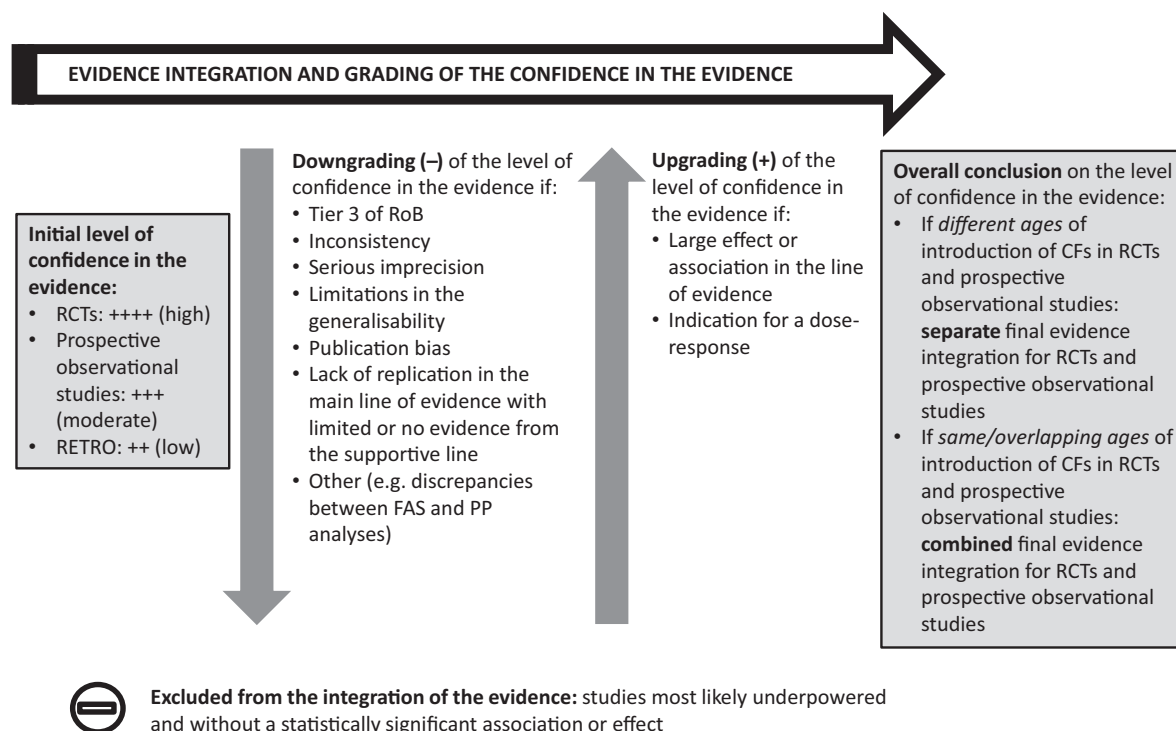 EVIDENCE INTEGRATION AND GRADING OF THE CONFIDENCE IN THE EVIDENCE
Initial level of
confidence in the
evidence:
• RCTs: ++++ (high)
• Prospective
observational
studies: +++
(moderate)
• RETRO: ++ (low)
Downgrading (–) of the level of
confidence in the evidence if:
• Tier 3 of RoB
• Inconsistency
• Serious imprecision
• Limitations in the
generalisability
• Publication bias
• Lack of replication in the
main line of evidence with
limited or no evidence from
the supportive line
• Other (e.g. discrepancies
between FAS and PP
analyses)
Upgrading (+) of the
level of confidence in
the evidence if:
• Large effect or
association in the line
of evidence
• Indication for a dose-
response
Overall conclusion on the level
of confidence in the evidence:
• If different ages of
introduction of CFs in RCTs
and prospective
observational studies:
separate final evidence
integration for RCTs and
prospective observational
studies
• If same/overlapping ages of
introduction of CFs in RCTs
and prospective
observational studies:
combined final evidence
integration for RCTs and
prospective observational
studies
Excluded from the integration of the evidence: studies most likely underpowered
and without a statistically significant association or effect